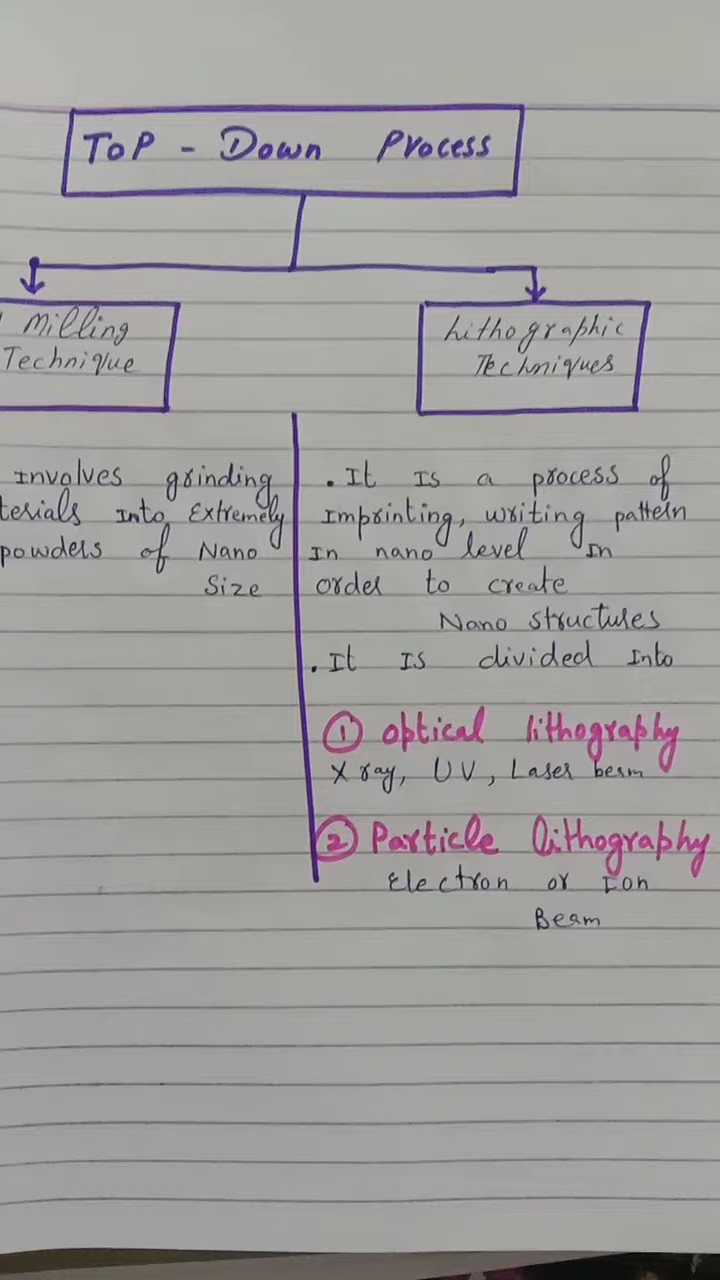 ToP - Down Process
Milling
Technique
Lithographic
Techniques
Involves grinding
terials Into Extremely
powders of Nano
Size
. It Is a process of
Imprinting, writing pattern
In nano level In
order to create
Nano structures
. It Is divided Into
① optical lithography
X ray, UV, Laser beam
② Particle lithography
Electron or Ion
Beam